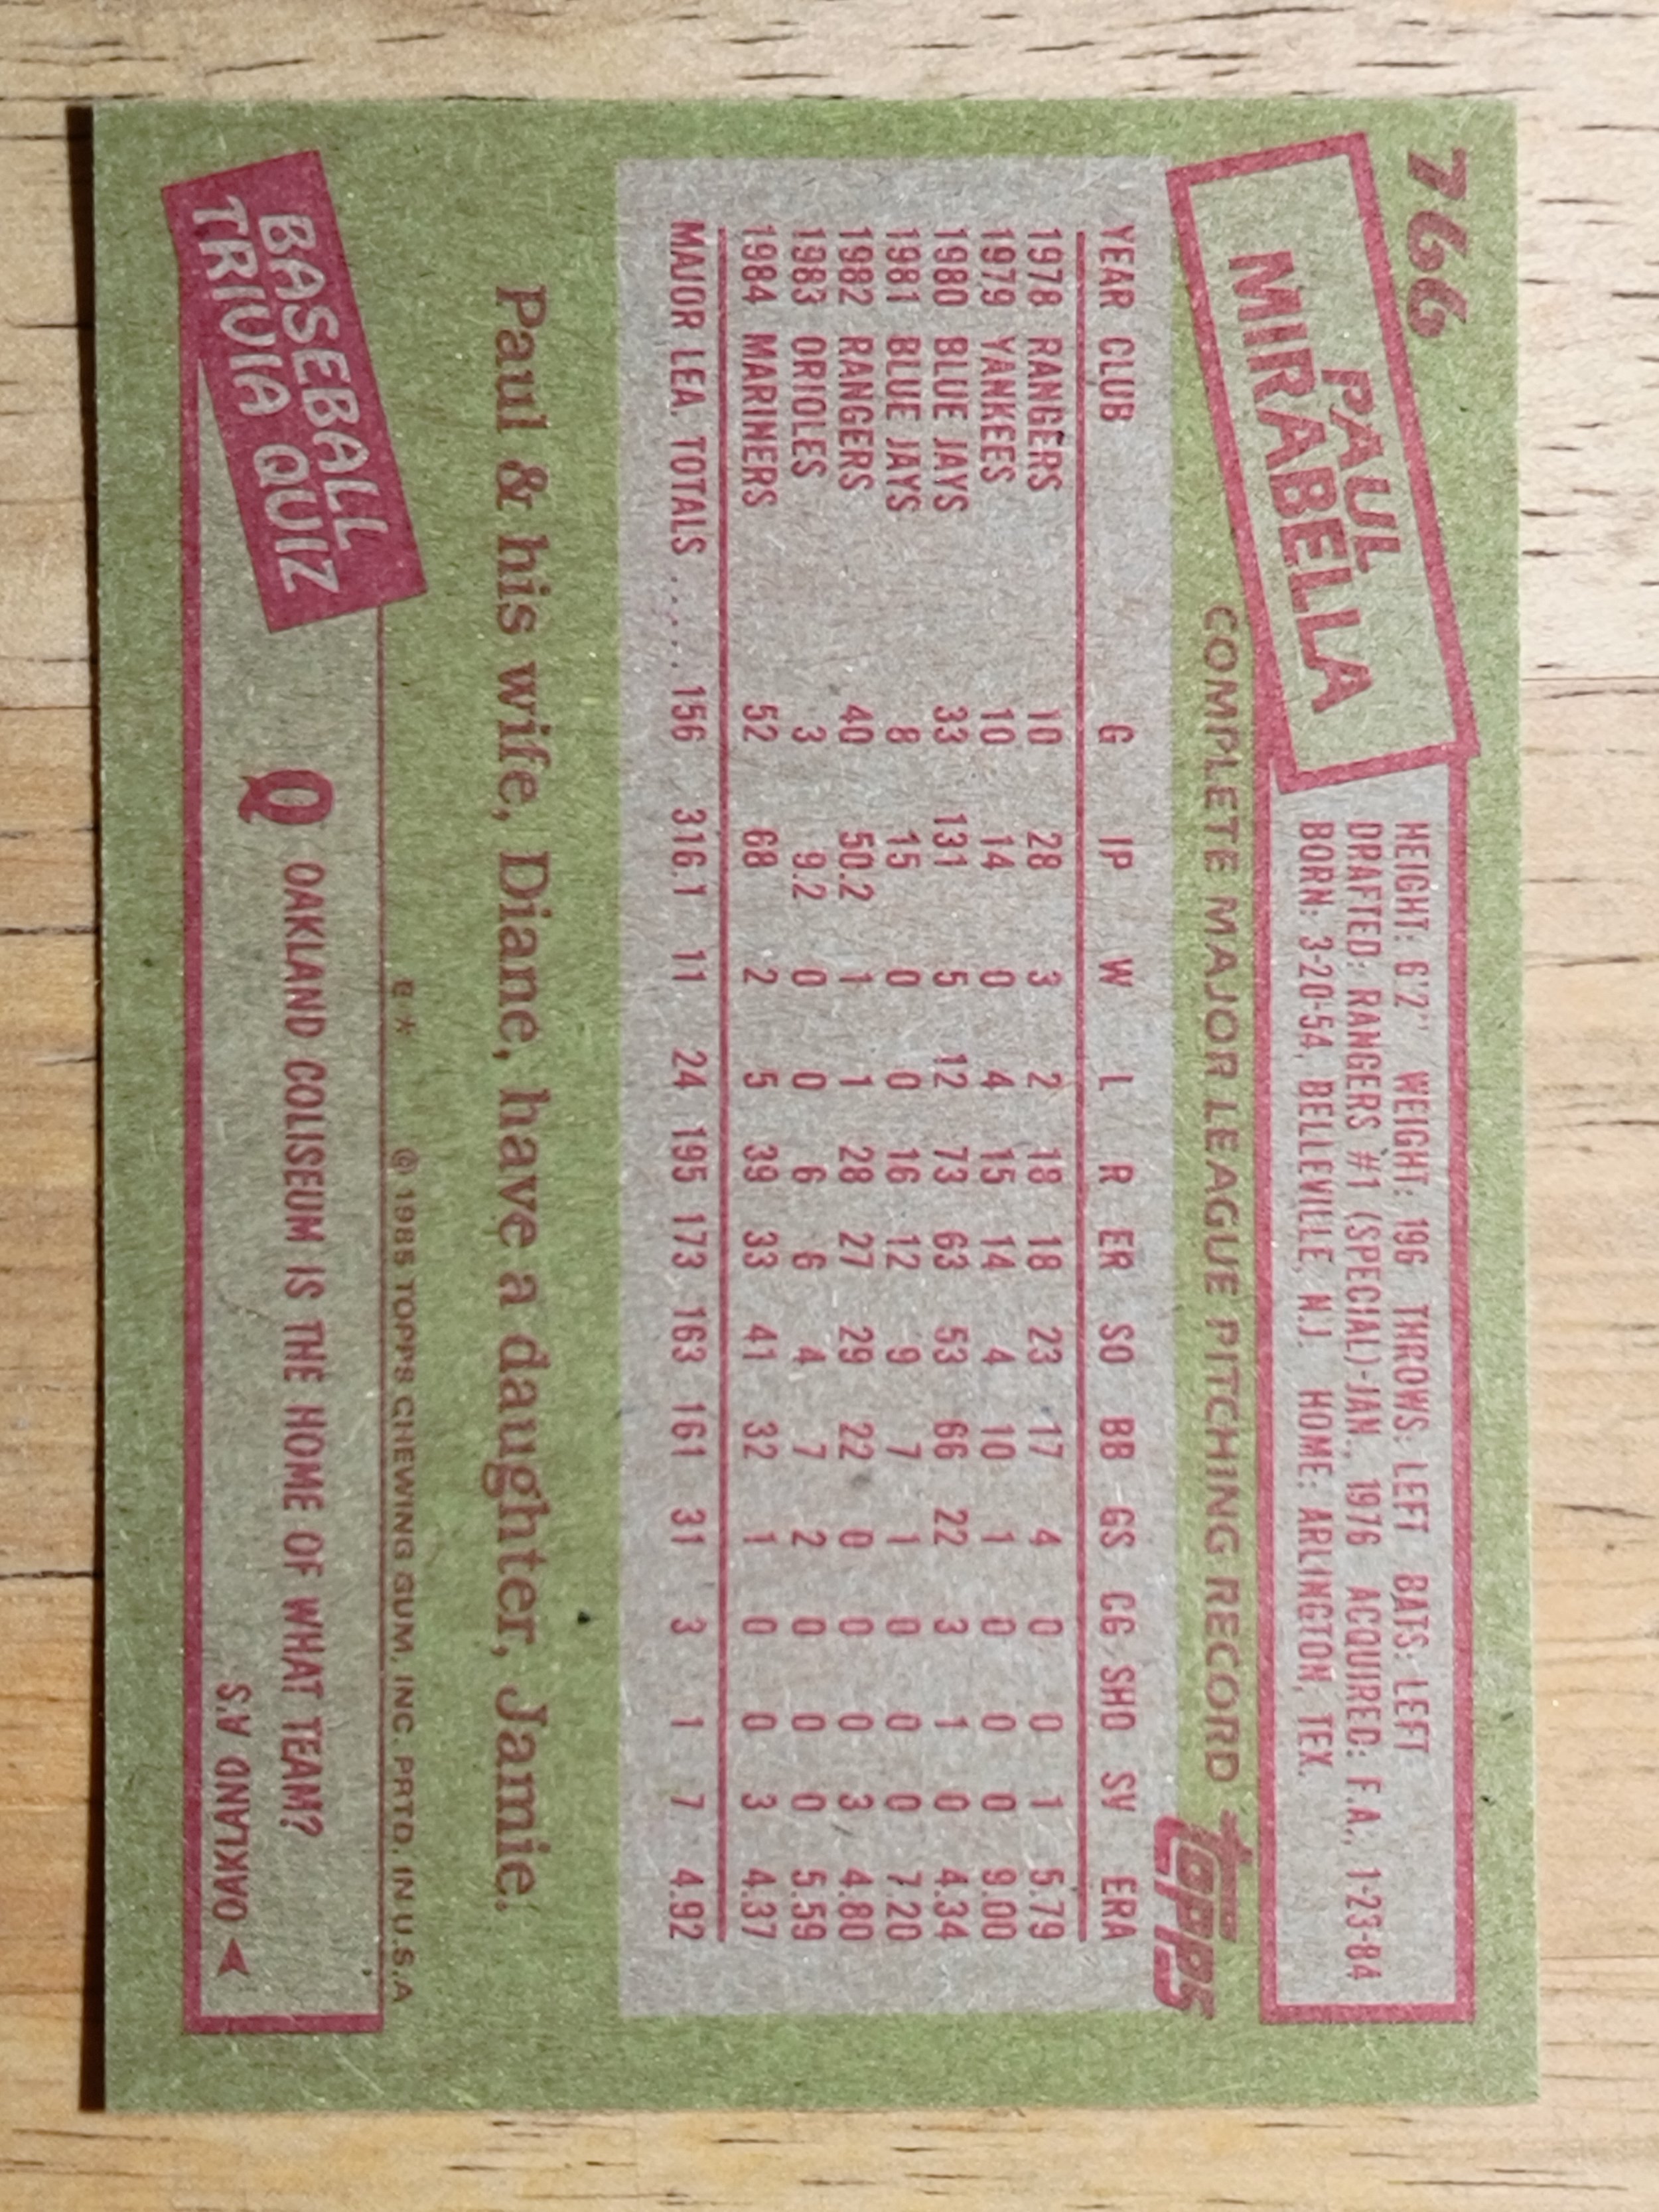 766
PAUL
MIRABELLA
HEIGHT: 6'2" WEIGHT: 196 THROWS: LEFT BATS: LEFT
DRAFTED: RANGERS #1 (SPECIAL)-JAN., 1976 ACQUIRED: F.A., 1-23-84
BORN: 3-20-54, BELLEVILLE, N.J. HOME: ARLINGTON, TEX.
COMPLETE MAJOR LEAGUE PITCHING RECORD
topps
YEAR CLUB G IP W L R ER SO BB GS CG SHO SV ERA
1978 RANGERS 10 28 3 2 18 18 23 17 4 0 0 1 5.79
1979 YANKEES 10 14 0 4 15 14 4 10 1 0 0 0 9.00
1980 BLUE JAYS 33 131 5 12 73 63 53 66 22 3 1 0 4.34
1981 BLUE JAYS 8 15 0 0 16 12 9 7 1 0 0 0 7.20
1982 RANGERS 40 50.2 1 1 28 27 29 22 0 0 0 3 4.80
1983 ORIOLES 3 9.2 0 0 6 6 4 7 2 0 0 0 5.59
1984 MARINERS 52 68 2 5 39 33 41 32 1 0 0 3 4.37
MAJOR LEA. TOTALS ..... 156 316.1 11 24 195 173 163 161 31 3 1 7 4.92
Paul & his wife, Diane, have a daughter, Jamie.
B* © 1985 TOPPS CHEWING GUM, INC. PRTD. IN U.S.A
BASEBALL
TRIVIA QUIZ
Q OAKLAND COLISEUM IS THE HOME OF WHAT TEAM?
OAKLAND A'S